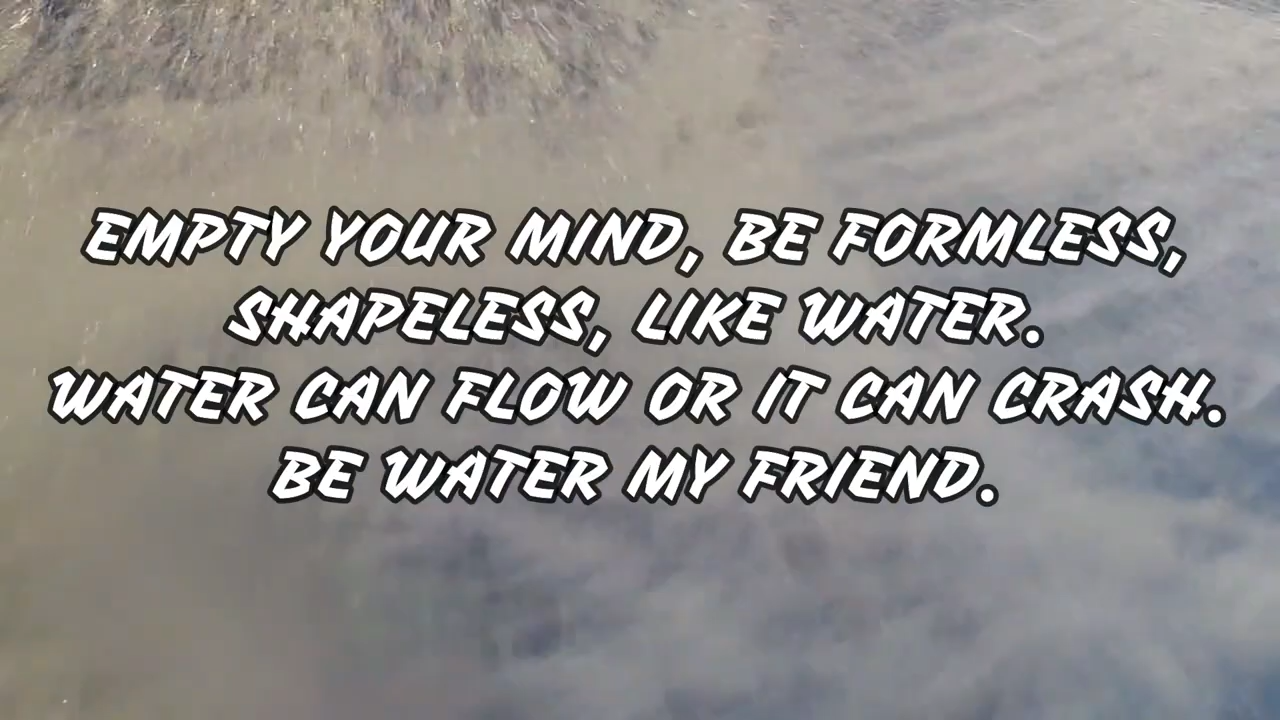 EMPTY YOUR MIND, BE FORMLESS,
SHAPELESS, LIKE WATER.
WATER CAN FLOW OR IT CAN CRASH.
BE WATER MY FRIEND.